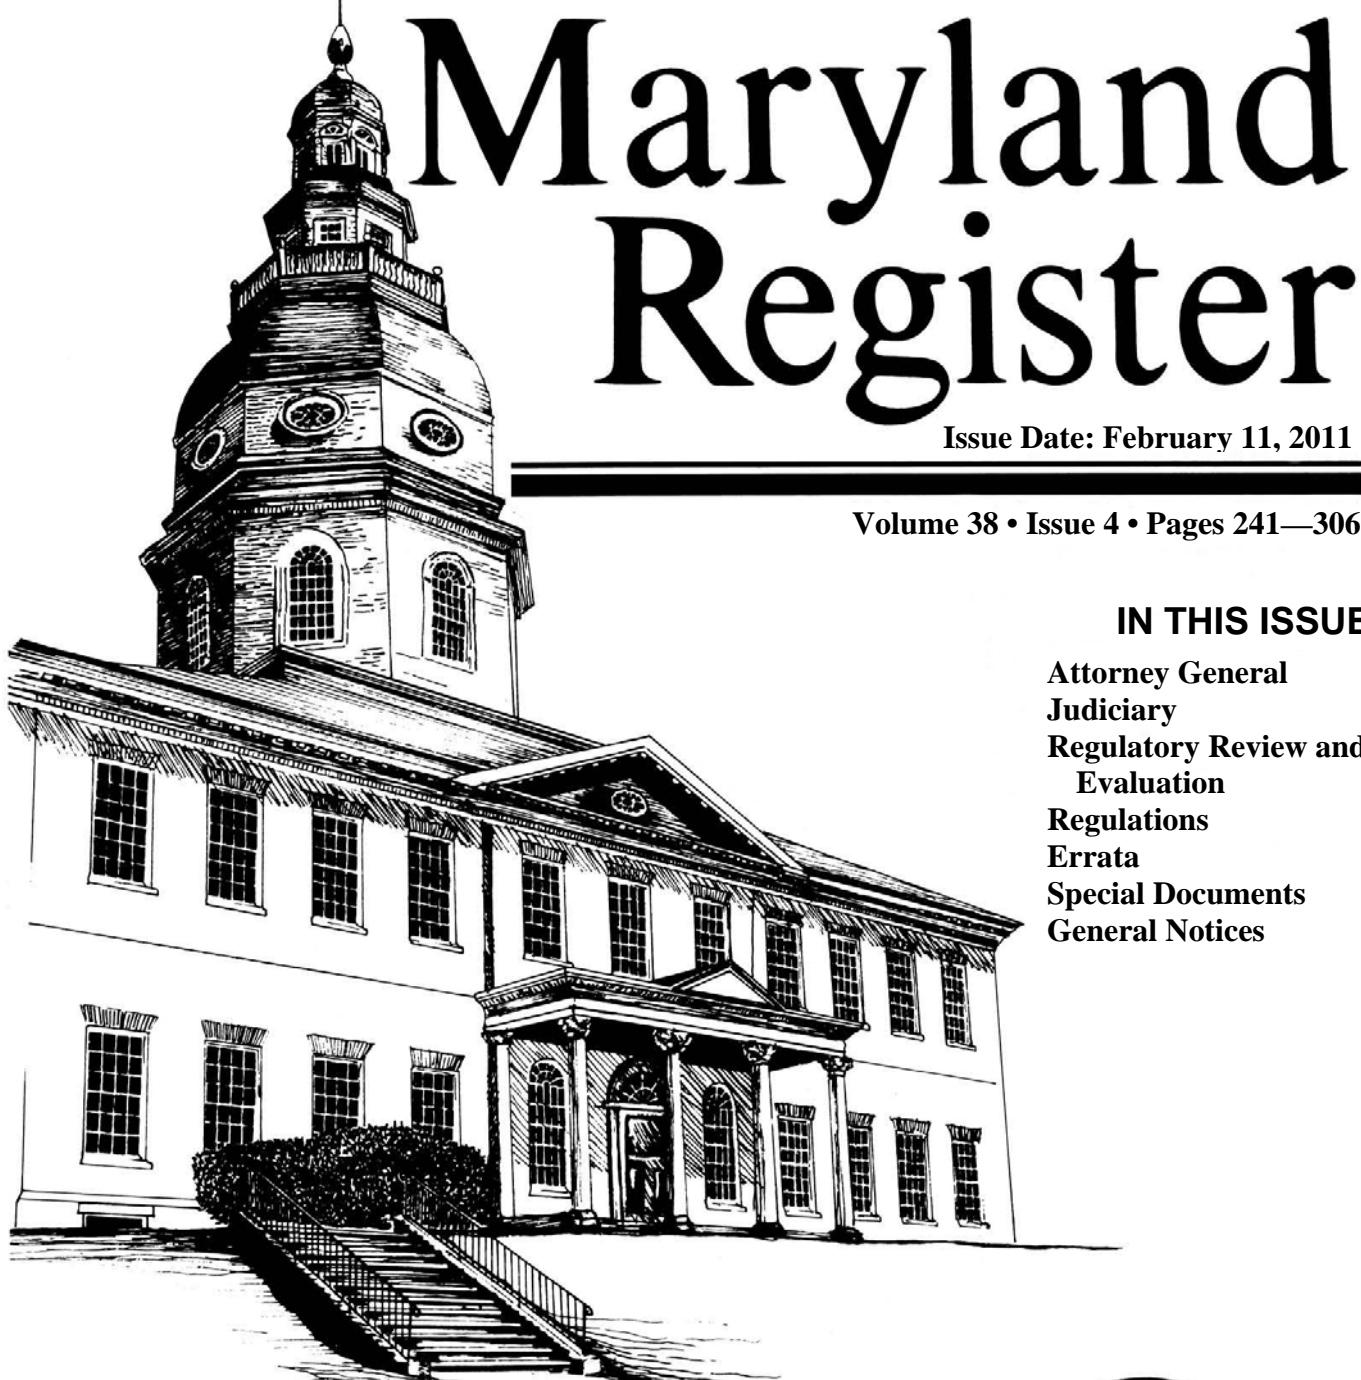 Maryland
Register
Issue Date: February 11, 2011
Volume 38 • Issue 4 • Pages 241—306
IN THIS ISSUE
Attorney General
Judiciary
Regulatory Review and
Evaluation
Regulations
Errata
Special Documents
General Notices